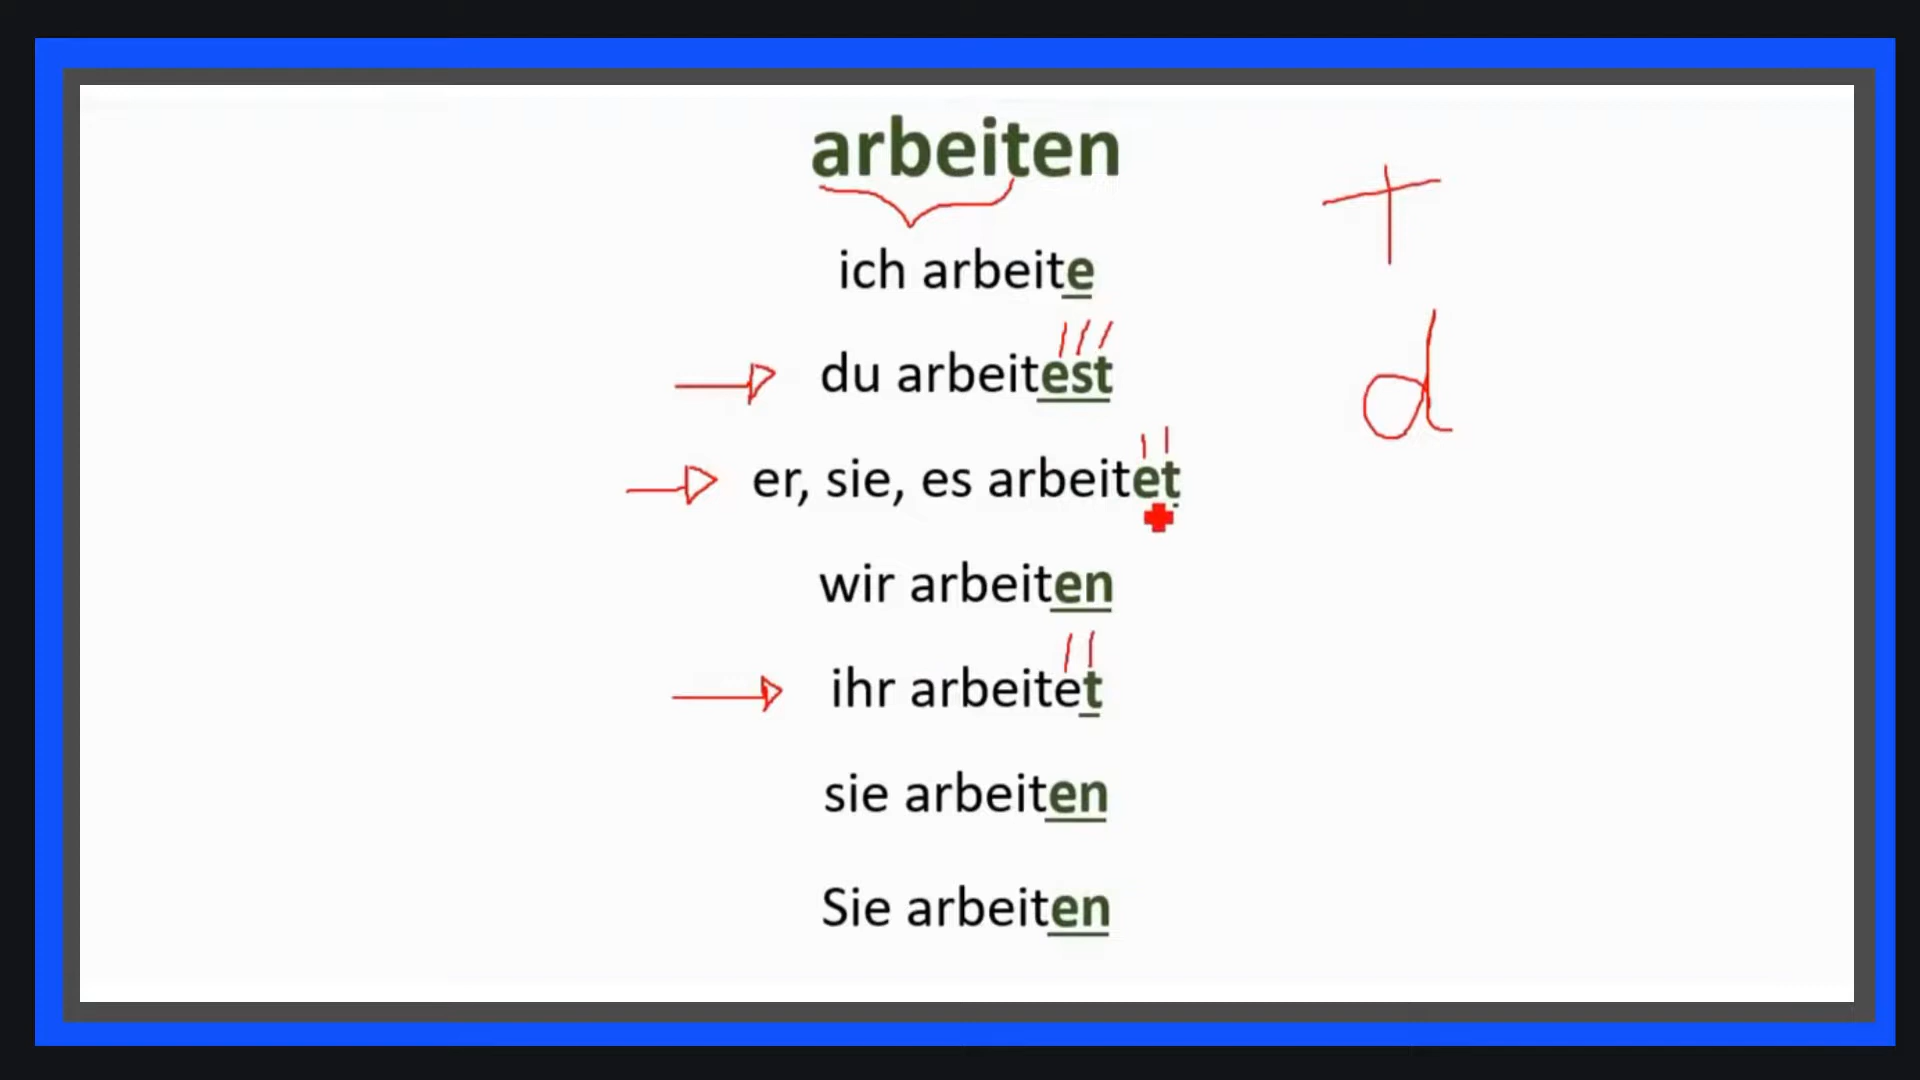 arbeiten
T
ich arbeite
du arbeitest
d
er, sie, es arbeitet
wir arbeiten
ihr arbeitet
sie arbeiten
Sie arbeiten